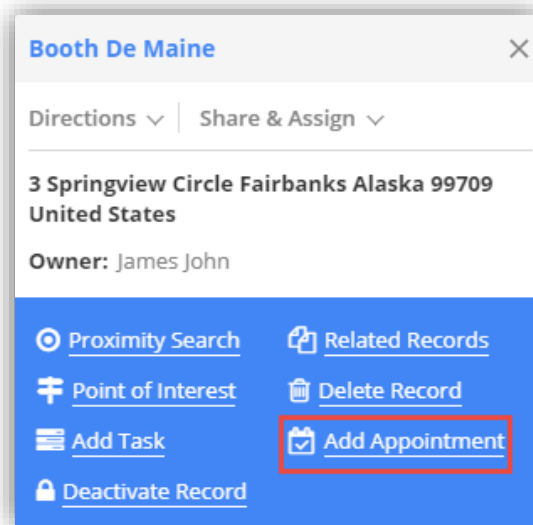 Booth De Maine
Directions Share & Assign
3 Springview Circle Fairbanks Alaska 99709
United States
Owner: James John
Proximity Search Related Records
Point of Interest Delete Record
Add Task Add Appointment
Deactivate Record